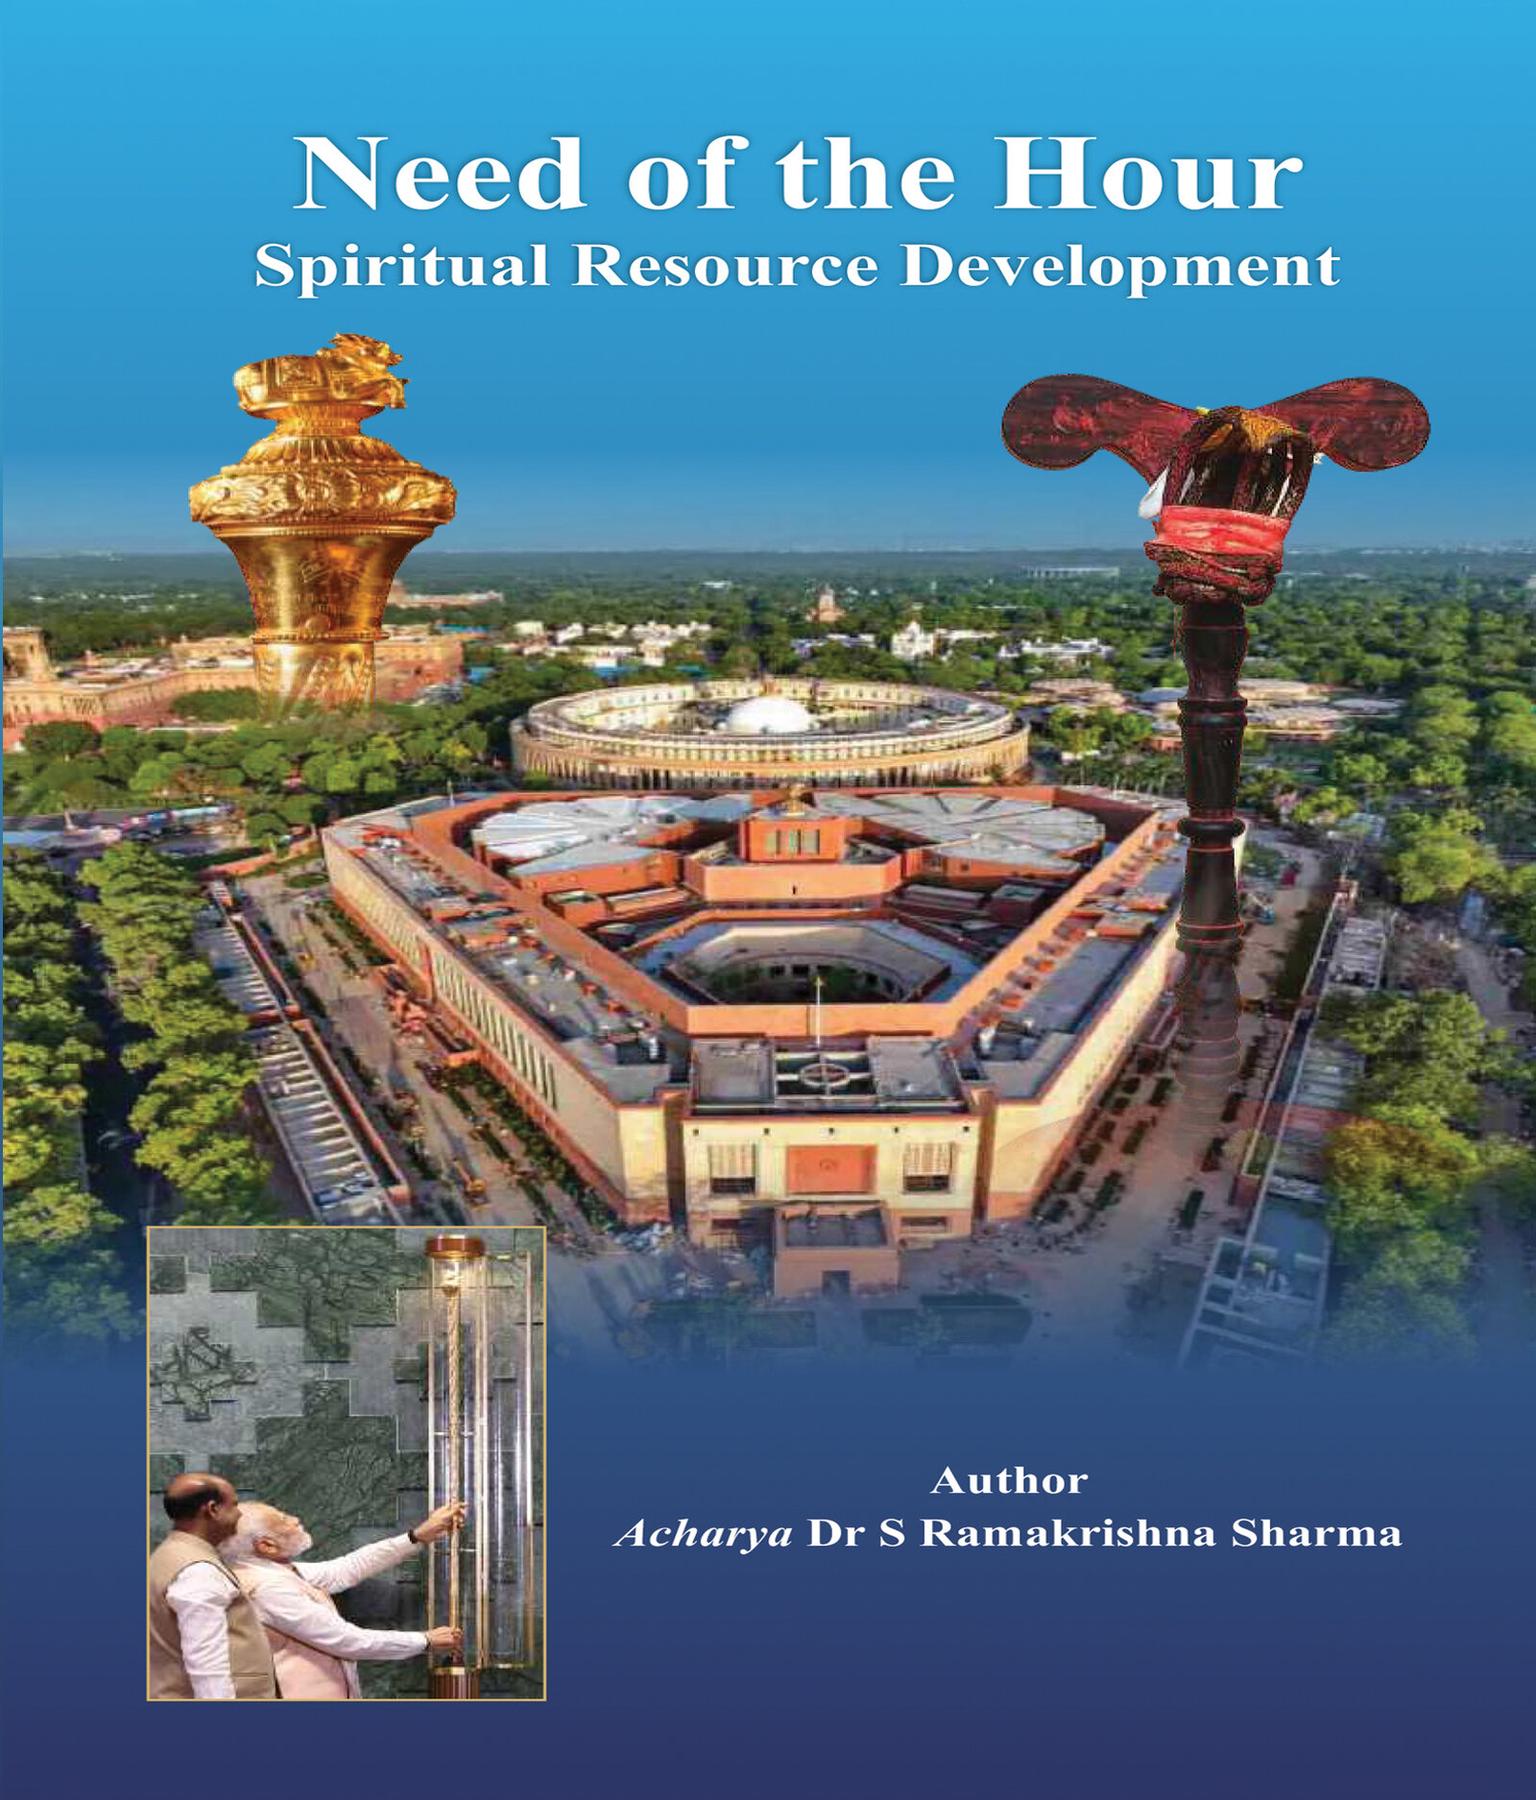 Need of the Hour
Spiritual Resource Development
Author
Acharya Dr S Ramakrishna Sharma